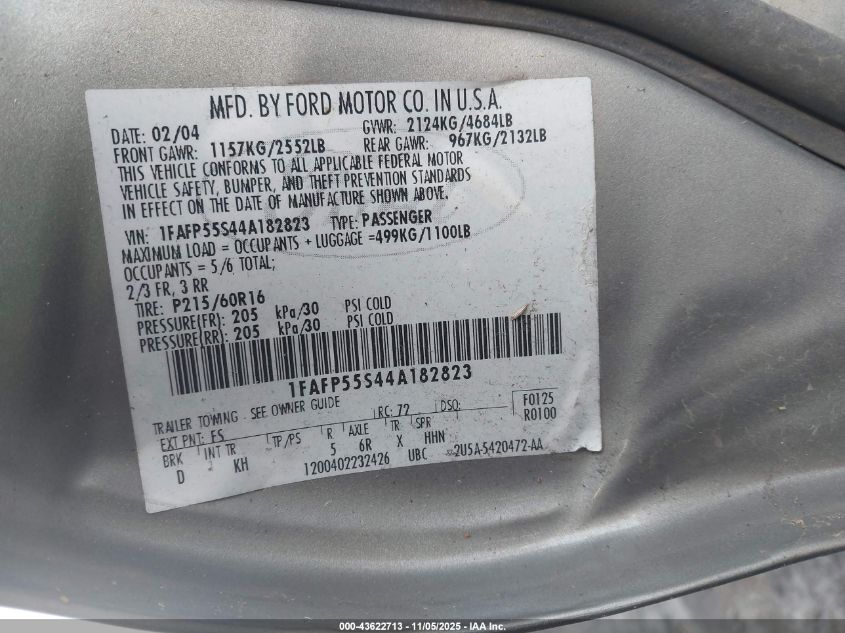 MFD. BY FORD MOTOR CO. IN U.S.A.
DATE: 02/04 GVWR: 2124KG/4684LB
FRONT GAWR: 1157KG/2552LB REAR GAWR: 967KG/2132LB
THIS VEHICLE CONFORMS TO ALL APPLICABLE FEDERAL MOTOR
VEHICLE SAFETY, BUMPER, AND THEFT PREVENTION STANDARDS
IN EFFECT ON THE DATE OF MANUFACTURE SHOWN ABOVE.
VIN: 1FAFP55S44A182823 TYPE: PASSENGER
MAXIMUM LOAD = OCCUPANTS + LUGGAGE =499KG/1100LB
OCCUPANTS = 5/6 TOTAL;
2/3 FR, 3 RR
TIRE: P215/60R16
PRESSURE(FR): 205 kPa/30 PSI COLD
PRESSURE(RR): 205 kPa/30 PSI COLD
1FAFP55S44A182823
TRAILER TOWING - SEE OWNER GUIDE RC: 72 DSO: F0125
EXT PNT: FS R0100
BRK INT TR TP/PS R AXLE TR SPR
D KH 5 6R X HHN
1200402232426 UBC 2U5A-5420472-AA
000-43622713 - 11/05/2025 - IAA Inc.